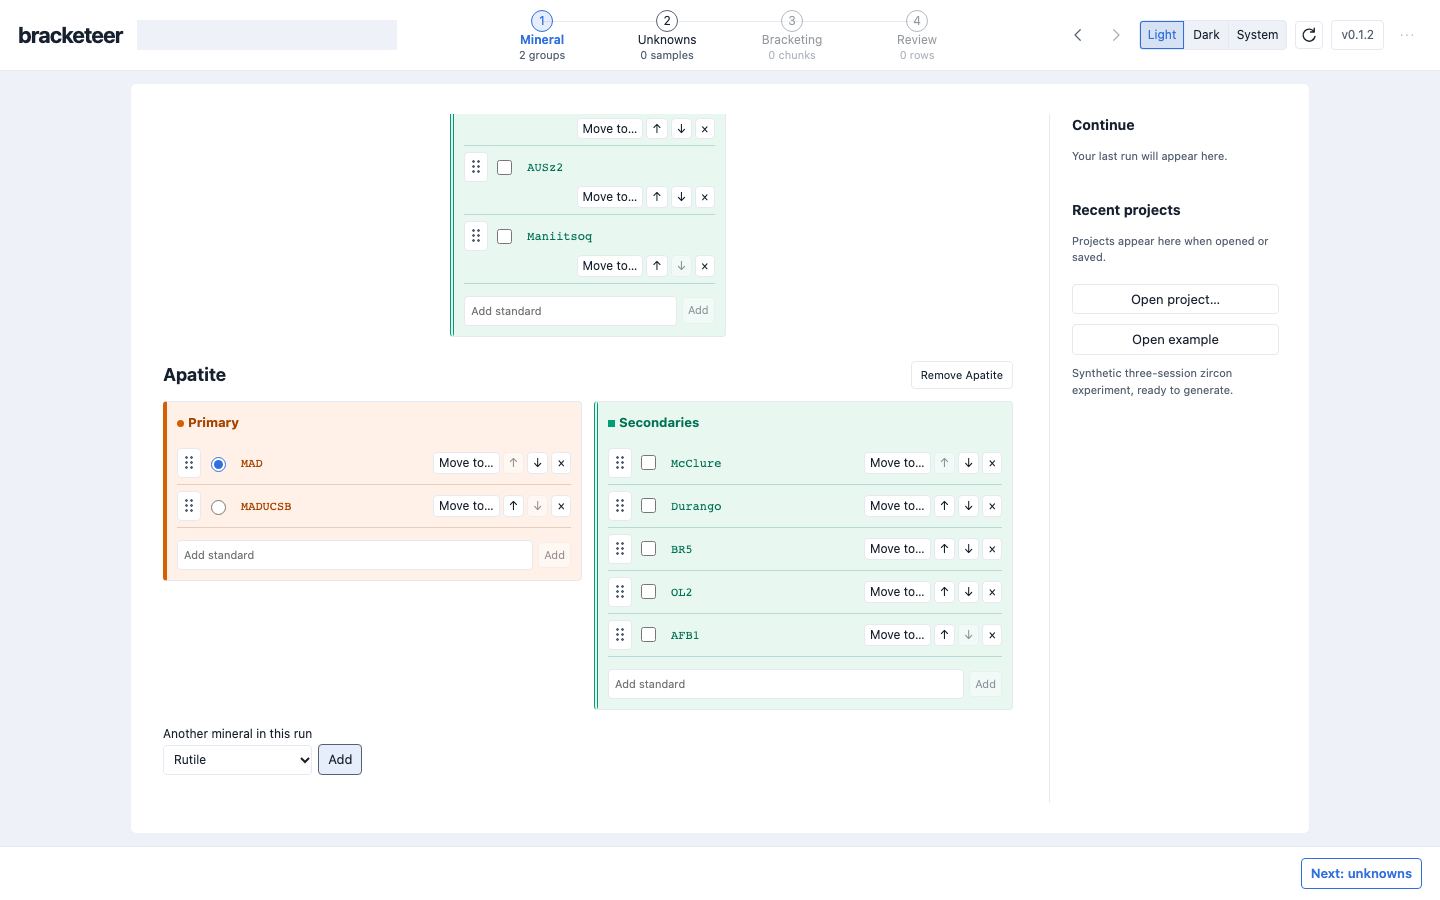 bracketeer
1
Mineral
2 groups
2
Unknowns
0 samples
3
Bracketing
0 chunks
4
Review
0 rows
Light Dark System
v0.1.2
Move to... ↑ ↓ ×
AUSz2
Move to... ↑ ↓ ×
Maniitsoq
Move to... ↑ ↓ ×
Add standard Add
Apatite
Remove Apatite
Primary
MAD Move to... ↑ ↓ ×
MADUCSB Move to... ↑ ↓ ×
Add standard Add
Secondaries
McClure Move to... ↑ ↓ ×
Durango Move to... ↑ ↓ ×
BR5 Move to... ↑ ↓ ×
OL2 Move to... ↑ ↓ ×
AFB1 Move to... ↑ ↓ ×
Add standard Add
Another mineral in this run
Rutile Add
Continue
Your last run will appear here.
Recent projects
Projects appear here when opened or
saved.
Open project...
Open example
Synthetic three-session zircon
experiment, ready to generate.
Next: unknowns